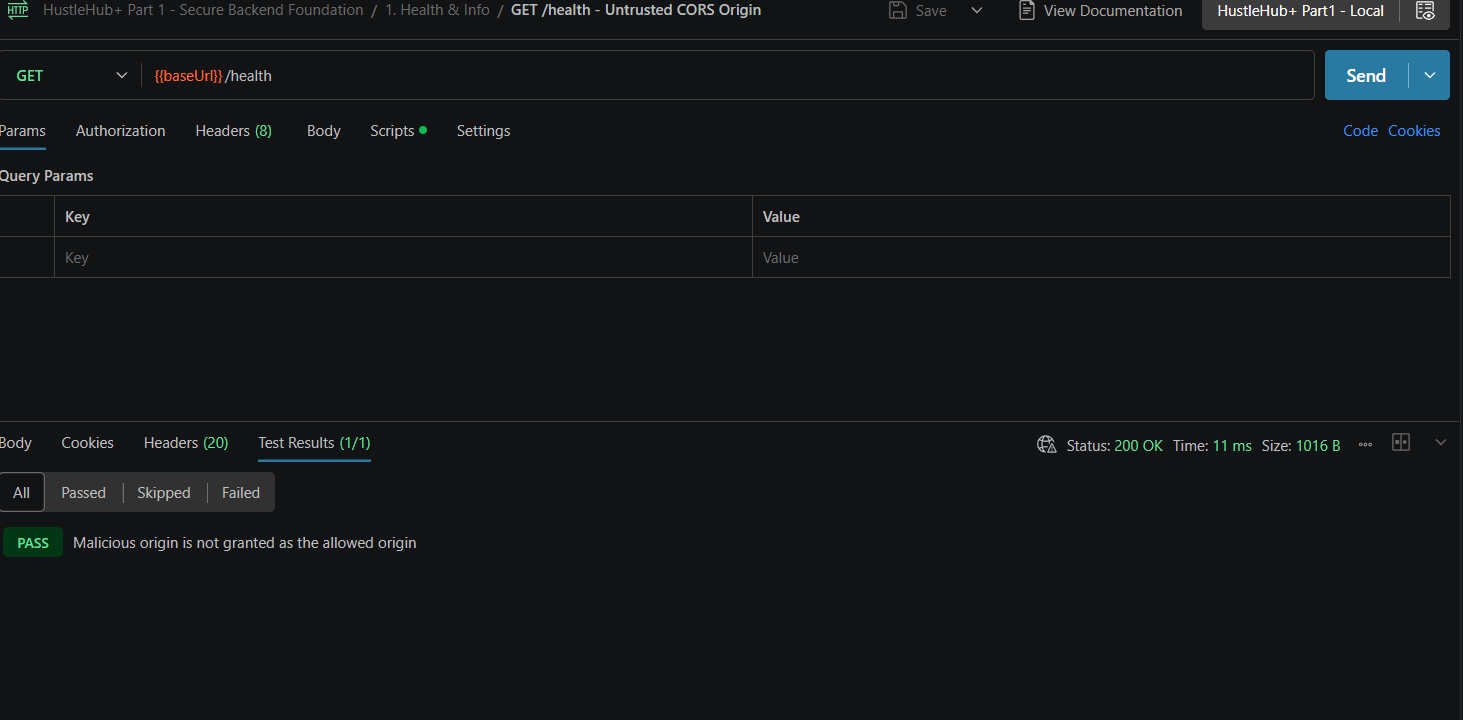 HTTP HustleHub+ Part 1 - Secure Backend Foundation / 1. Health & Info / GET /health - Untrusted CORS Origin Save View Documentation HustleHub+ Part1 - Local
GET {{baseUrl}}/health Send
Params Authorization Headers (8) Body Scripts Settings Code Cookies
Query Params
Key Value
Key Value
Body Cookies Headers (20) Test Results (1/1) Status: 200 OK Time: 11 ms Size: 1016 B
All Passed Skipped Failed
PASS Malicious origin is not granted as the allowed origin